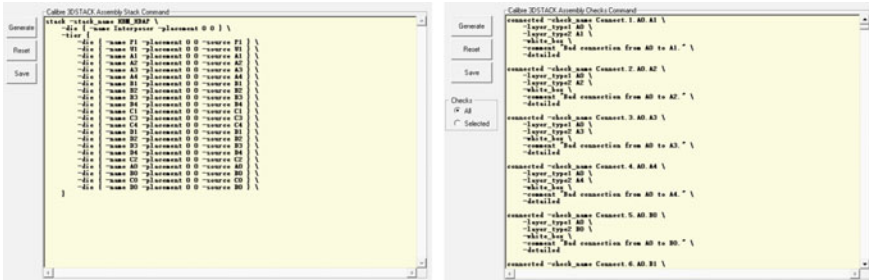 Calibre 3DSTACK Assembly Stack Command
Generate
Reset
Save
stack -stack_name HBM_XDAP \
-die { -name Interposer -placement 0 0 } \
-tier {
-die { -name P1 -placement 0 0 -source P1 } \
-die { -name V1 -placement 0 0 -source V1 } \
-die { -name A1 -placement 0 0 -source A1 } \
-die { -name A2 -placement 0 0 -source A2 } \
-die { -name A3 -placement 0 0 -source A3 } \
-die { -name A4 -placement 0 0 -source A4 } \
-die { -name B1 -placement 0 0 -source B1 } \
-die { -name B2 -placement 0 0 -source B2 } \
-die { -name B3 -placement 0 0 -source B3 } \
-die { -name B4 -placement 0 0 -source B4 } \
-die { -name C1 -placement 0 0 -source C1 } \
-die { -name C3 -placement 0 0 -source C3 } \
-die { -name C4 -placement 0 0 -source C4 } \
-die { -name D1 -placement 0 0 -source D1 } \
-die { -name D2 -placement 0 0 -source D2 } \
-die { -name D3 -placement 0 0 -source D3 } \
-die { -name D4 -placement 0 0 -source D4 } \
-die { -name C2 -placement 0 0 -source C2 } \
-die { -name A0 -placement 0 0 -source A0 } \
-die { -name B0 -placement 0 0 -source B0 } \
-die { -name C0 -placement 0 0 -source C0 } \
-die { -name D0 -placement 0 0 -source D0 } \
}
Calibre 3DSTACK Assembly Checks Command
Generate
Reset
Save
Checks
All
Selected
connected -check_name Connect.1.A0.A1 \
-layer_type1 A0 \
-layer_type2 A1 \
-white_box \
-comment "Bad connection from A0 to A1." \
-detailed
connected -check_name Connect.2.A0.A2 \
-layer_type1 A0 \
-layer_type2 A2 \
-white_box \
-comment "Bad connection from A0 to A2." \
-detailed
connected -check_name Connect.3.A0.A3 \
-layer_type1 A0 \
-layer_type2 A3 \
-white_box \
-comment "Bad connection from A0 to A3." \
-detailed
connected -check_name Connect.4.A0.A4 \
-layer_type1 A0 \
-layer_type2 A4 \
-white_box \
-comment "Bad connection from A0 to A4." \
-detailed
connected -check_name Connect.5.A0.B0 \
-layer_type1 A0 \
-layer_type2 B0 \
-white_box \
-comment "Bad connection from A0 to B0." \
-detailed
connected -check_name Connect.6.A0.B1 \